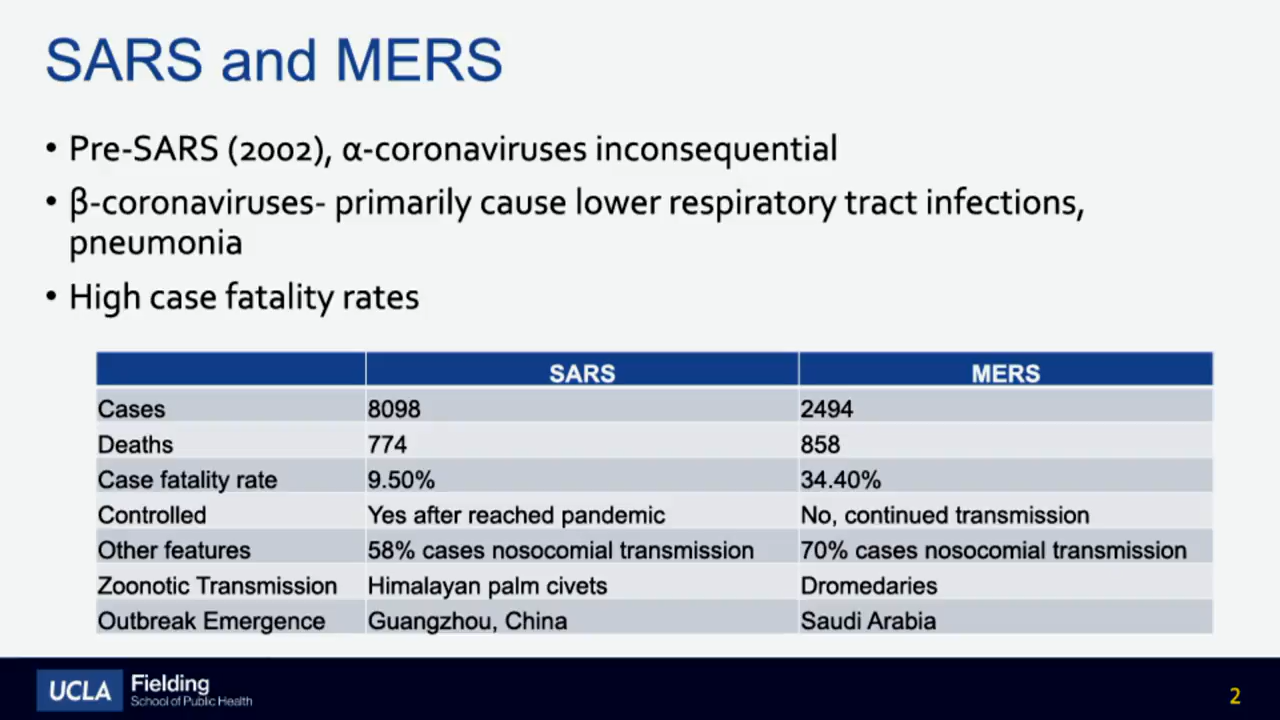 SARS and MERS
• Pre-SARS (2002), α-coronaviruses inconsequential
• β-coronaviruses- primarily cause lower respiratory tract infections,
pneumonia
• High case fatality rates
SARS MERS
Cases 8098 2494
Deaths 774 858
Case fatality rate 9.50% 34.40%
Controlled Yes after reached pandemic No, continued transmission
Other features 58% cases nosocomial transmission 70% cases nosocomial transmission
Zoonotic Transmission Himalayan palm civets Dromedaries
Outbreak Emergence Guangzhou, China Saudi Arabia
UCLA Fielding
School of Public Health
2